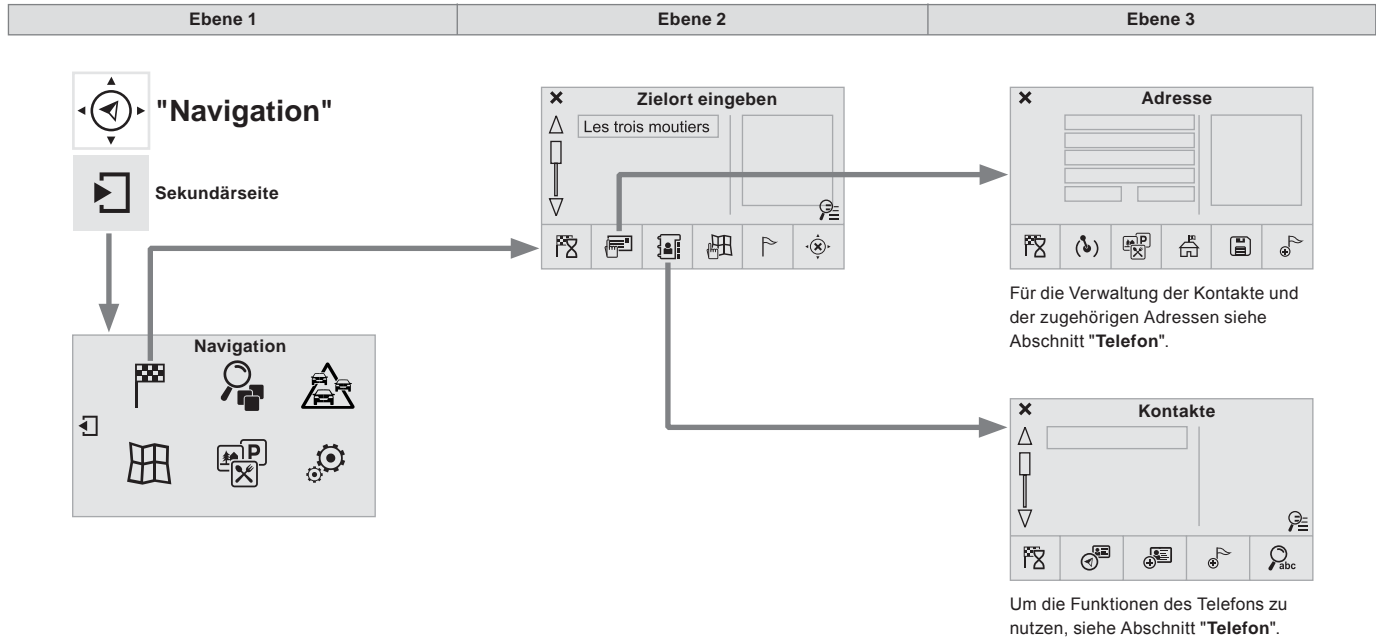 Ebene 1
Ebene 2
Ebene 3
"Navigation"
Sekundärseite
Navigation
Zielort eingeben
Les trois moutiers
Adresse
P
Für die Verwaltung der Kontakte und
der zugehörigen Adressen siehe
Abschnitt "Telefon".
P
Kontakte
abc
Um die Funktionen des Telefons zu
nutzen, siehe Abschnitt "Telefon".